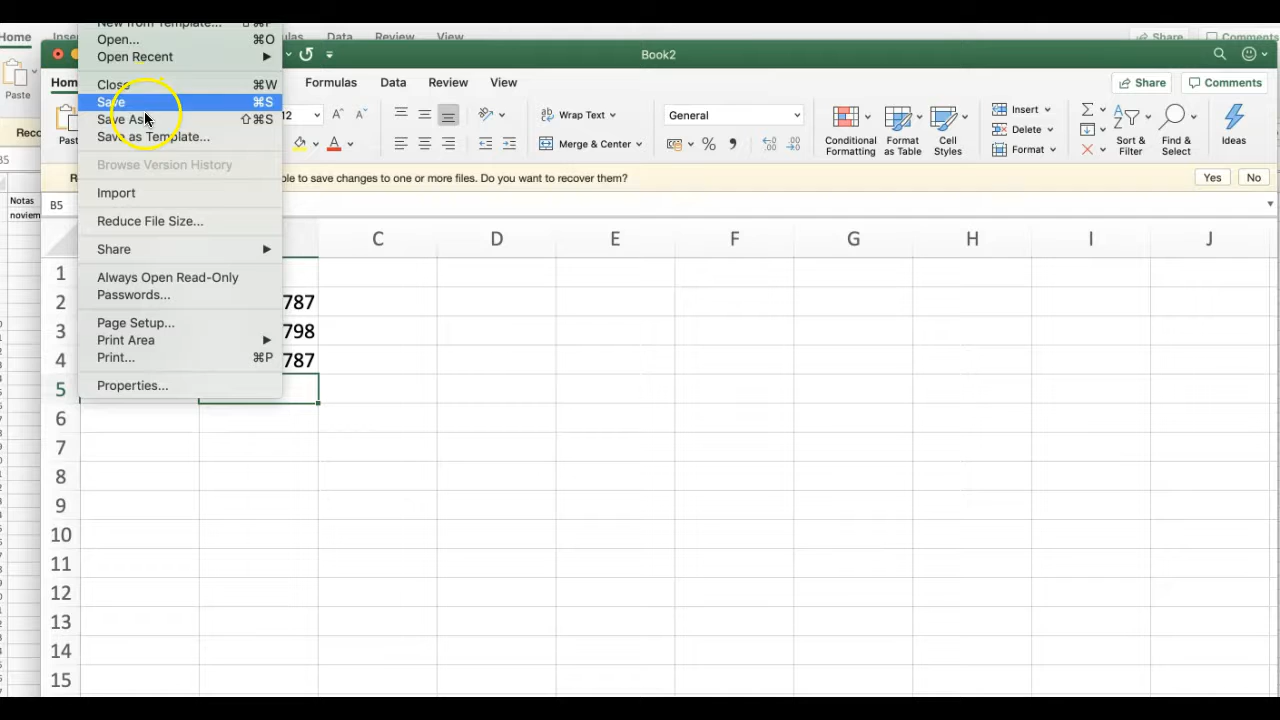 New from Template... ⇧⌘P
Home Inse Data Review View Share Comments
Open... ⌘O
Open Recent
Book2
Close ⌘W
Hom Formulas Data Review View Share Comments
Save ⌘S
Save As ⇧⌘S
Save as Template...
Paste
Past
12
Wrap Text
Merge & Center
General
%
Conditional Formatting
Format as Table
Cell Styles
Insert
Delete
Format
Sort & Filter
Find & Select
Ideas
Reco
Browse Version History
R ble to save changes to one or more files. Do you want to recover them? Yes No
Import
B5
Reduce File Size...
Notas
noviem
Share
Always Open Read-Only
Passwords...
Page Setup...
Print Area
Print... ⌘P
Properties...
C D E F G H I J
1
2 787
3 798
4 787
5
6
7
8
9
10
11
12
13
14
15